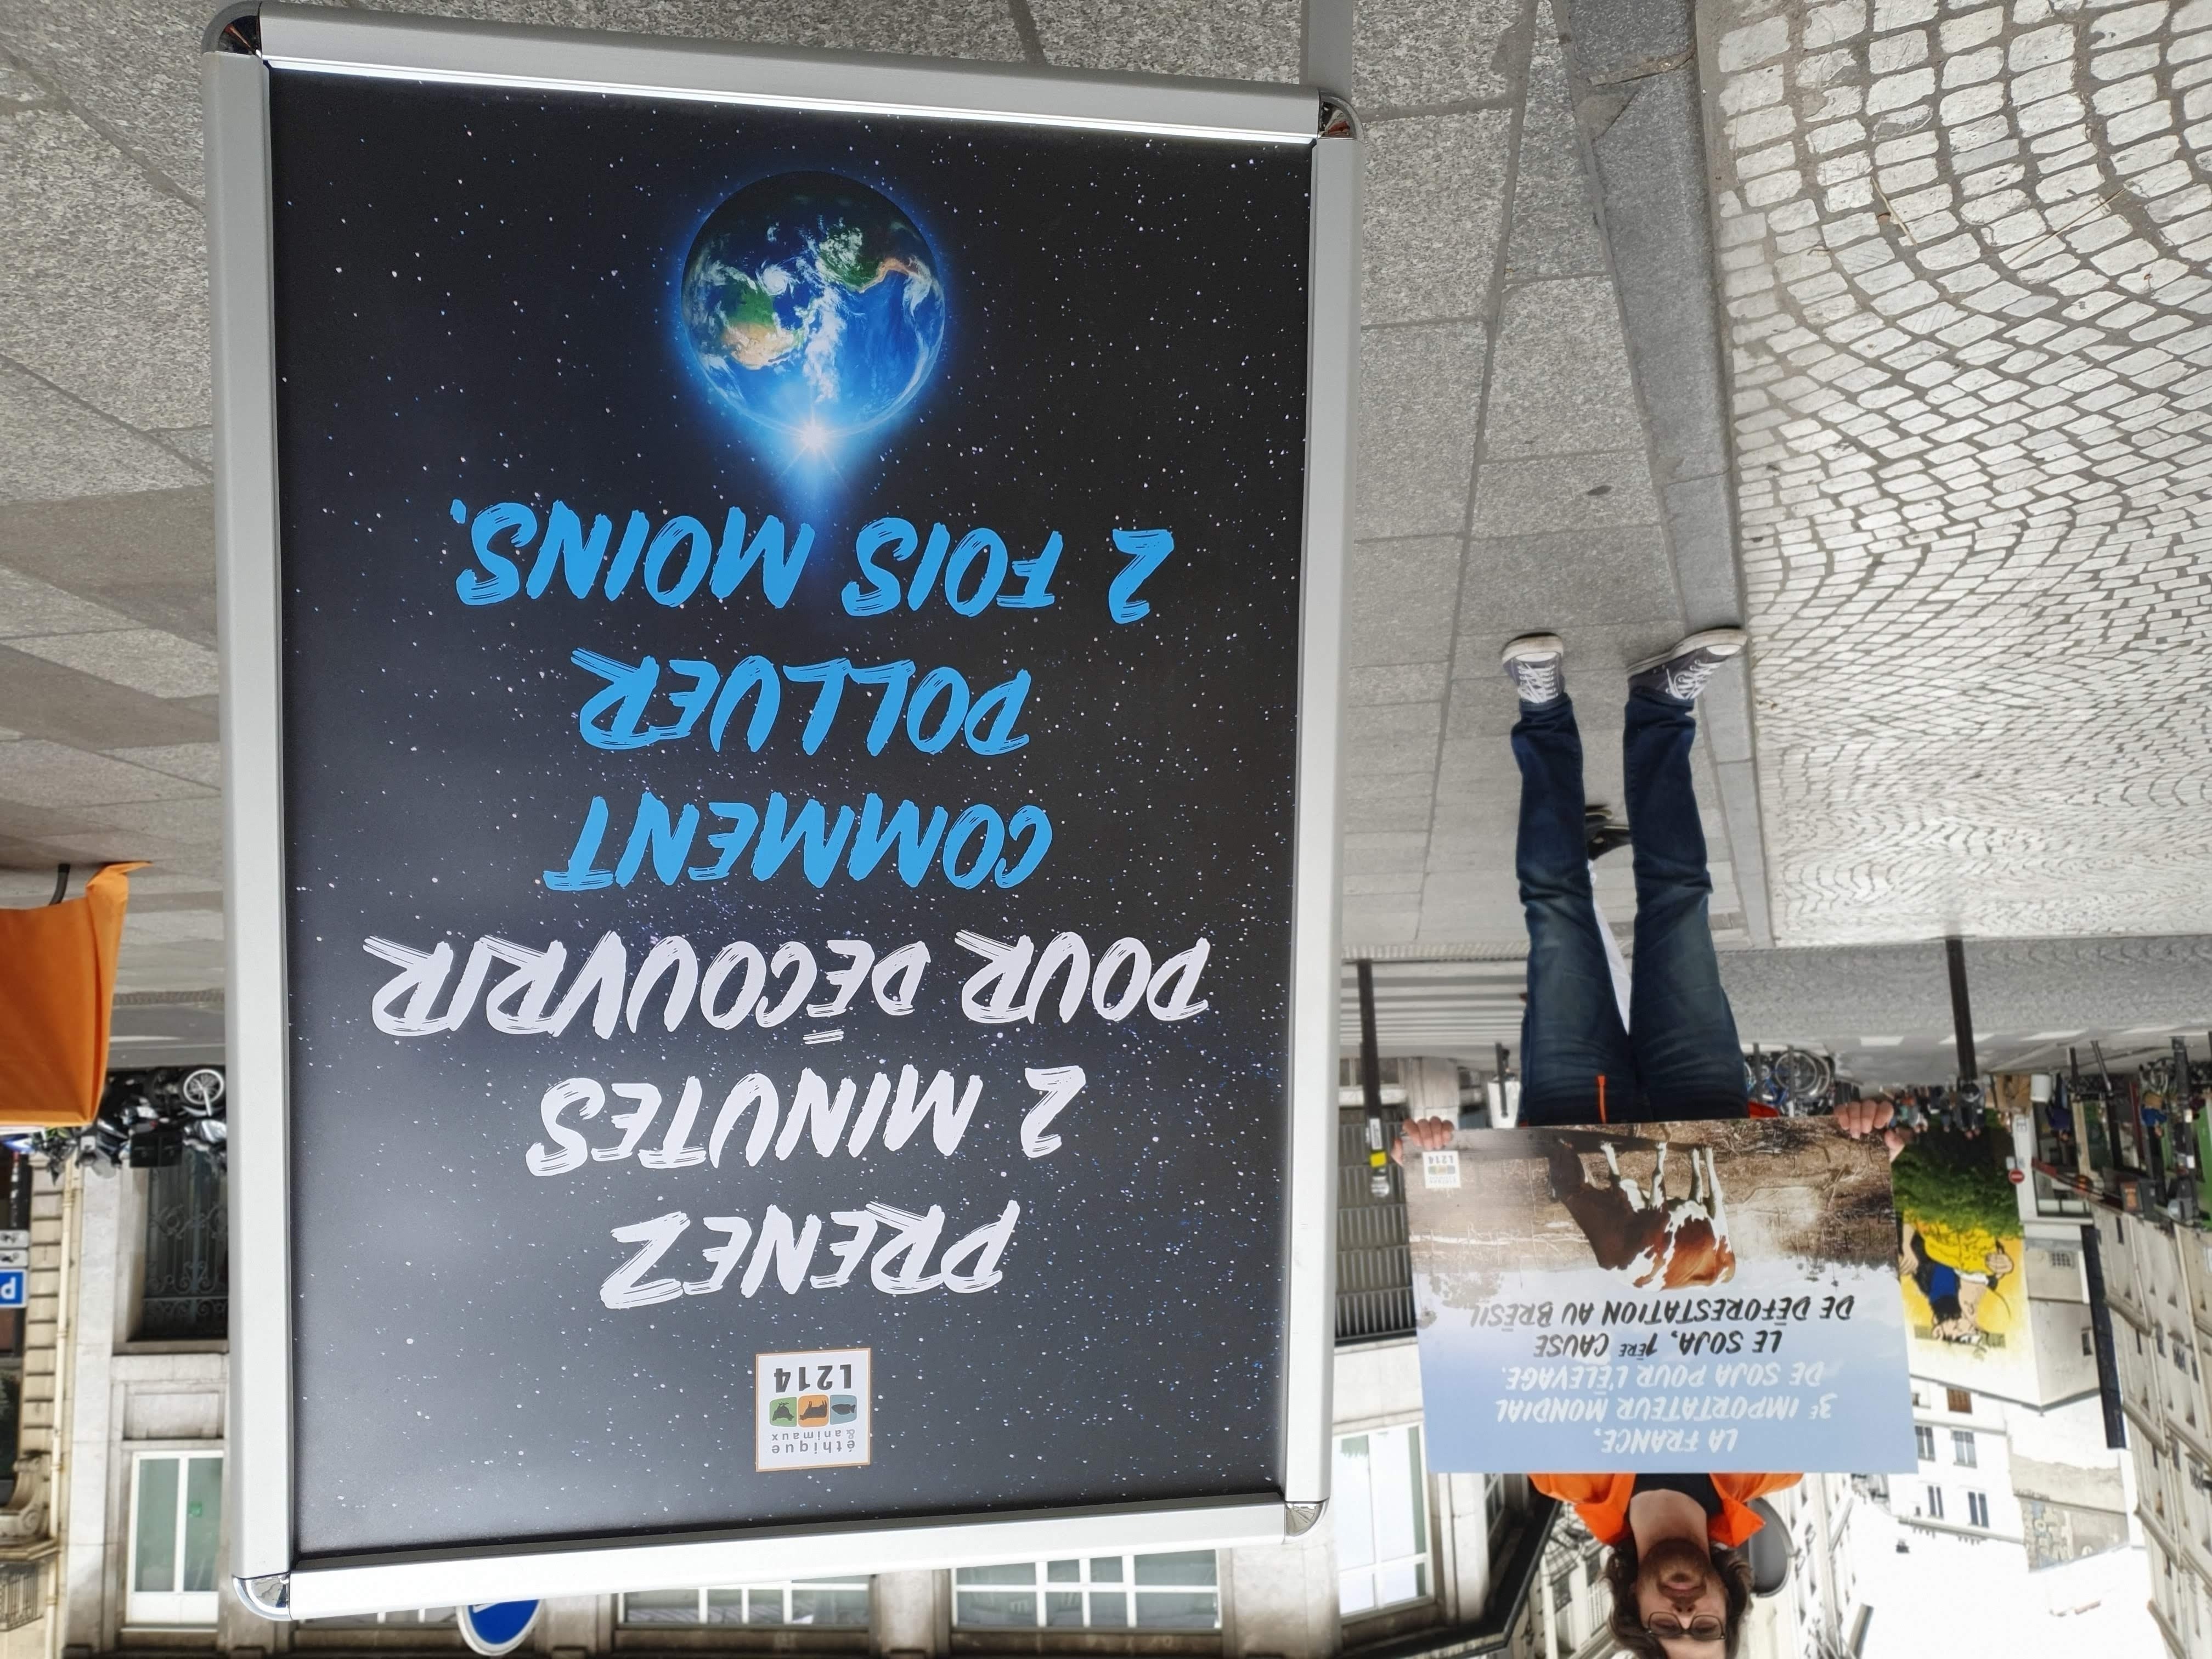 éthique
& animaux
L214
PRENEZ
2 MINUTES
POUR DÉCOUVRIR
COMMENT
POLLUER
2 FOIS MOINS.
LA FRANCE,
3E IMPORTATEUR MONDIAL
DE SOJA POUR L'ÉLEVAGE.
LE SOJA, 1ÈRE CAUSE
DE DÉFORESTATION AU BRÉSIL
L214
P